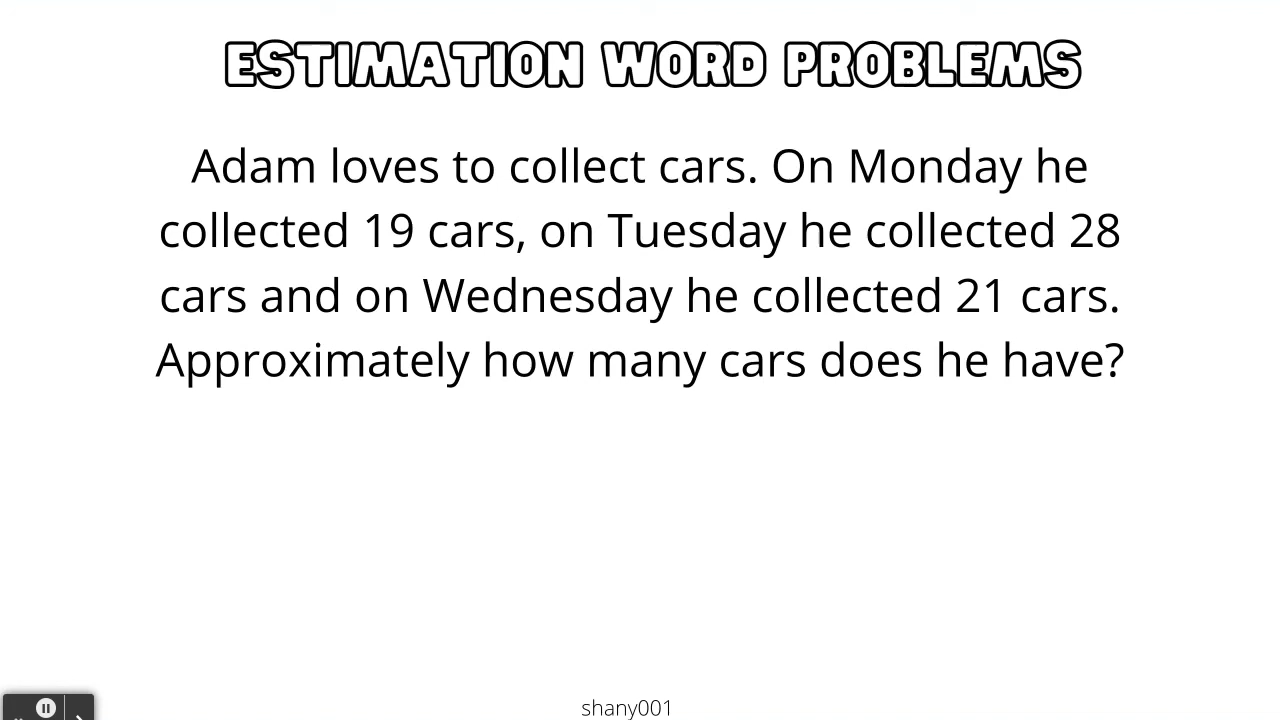 ESTIMATION WORD PROBLEMS
Adam loves to collect cars. On Monday he
collected 19 cars, on Tuesday he collected 28
cars and on Wednesday he collected 21 cars.
Approximately how many cars does he have?
shany001